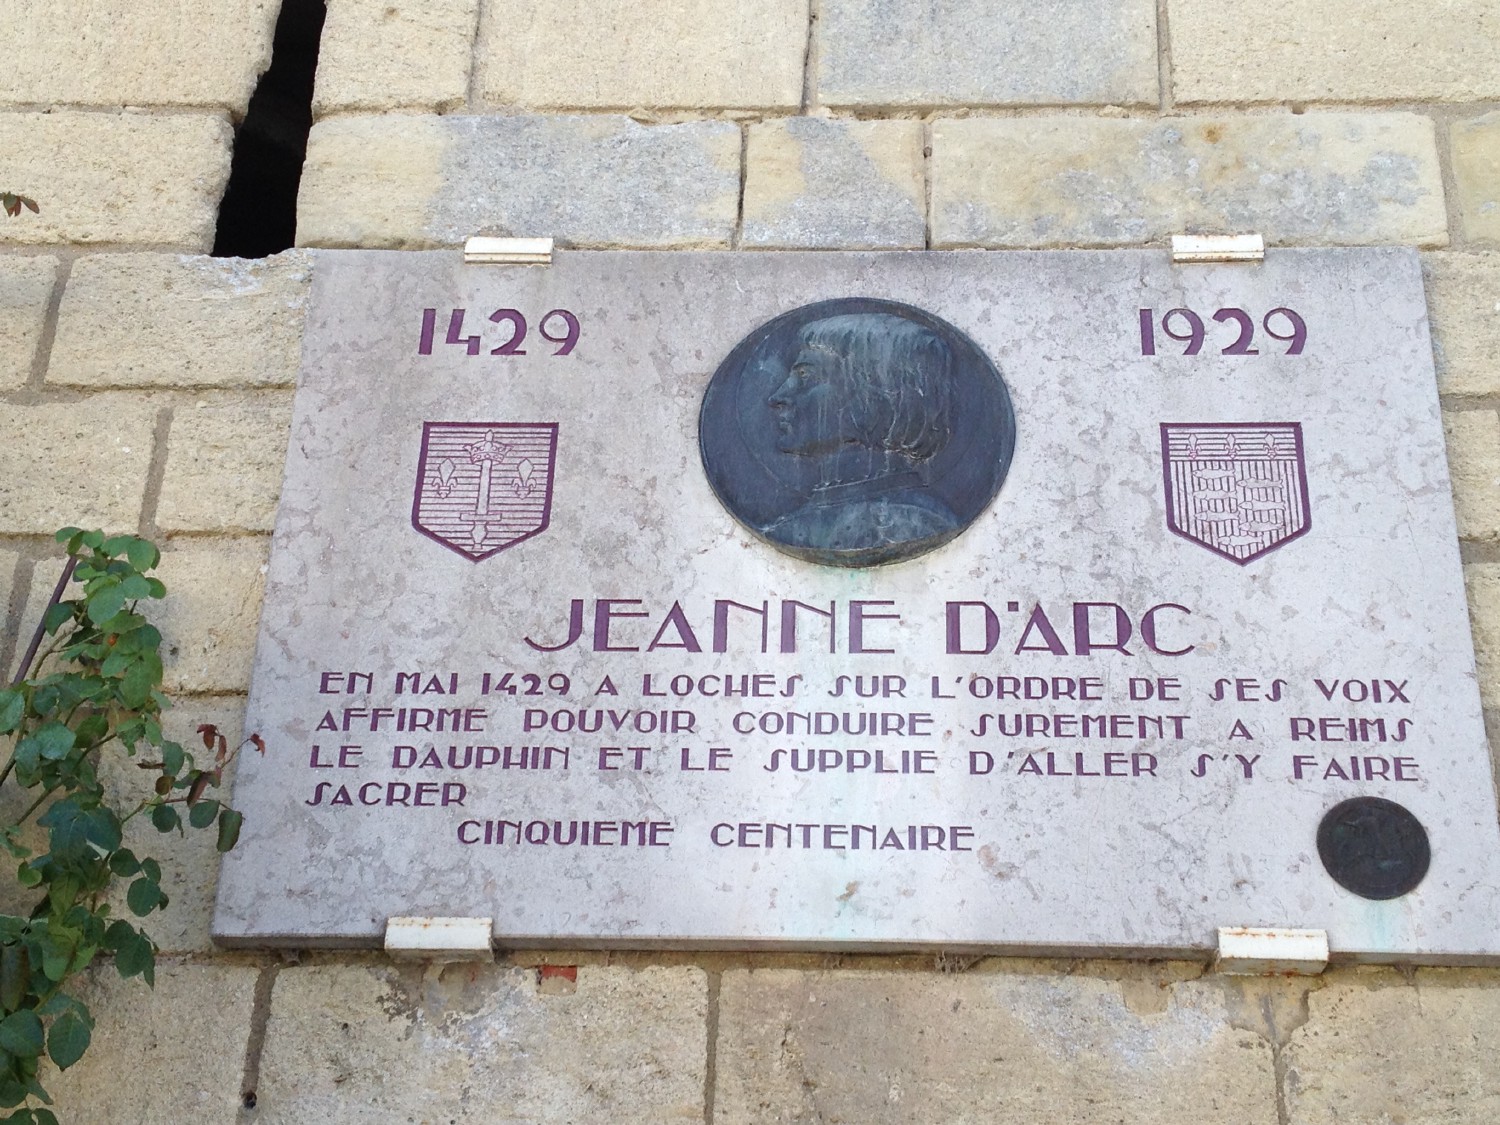 1429 1929
JEANNE D'ARC
EN MAI 1429 A LOCHES SUR L'ORDRE DE SES VOIX
AFFIRME POUVOIR CONDUIRE SUREMENT A REIMS
LE DAUPHIN ET LE SUPPLIE D'ALLER S'Y FAIRE
SACRER
CINQUIEME CENTENAIRE